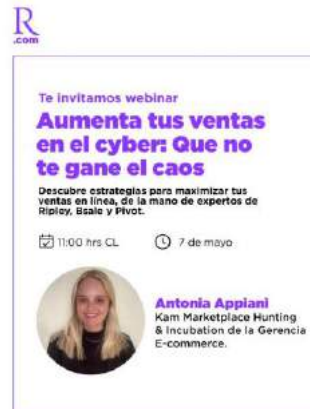 R
.com
Te invitamos webinar
Aumenta tus ventas
en el cyber: Que no
te gane el caos
Descubre estrategias para maximizar tus
ventas en línea, de la mano de expertos de
Ripley, Bsale y Pivot.
11:00 hrs CL
7 de mayo
Antonia Appiani
Kam Marketplace Hunting
& Incubation de la Gerencia
E-commerce.